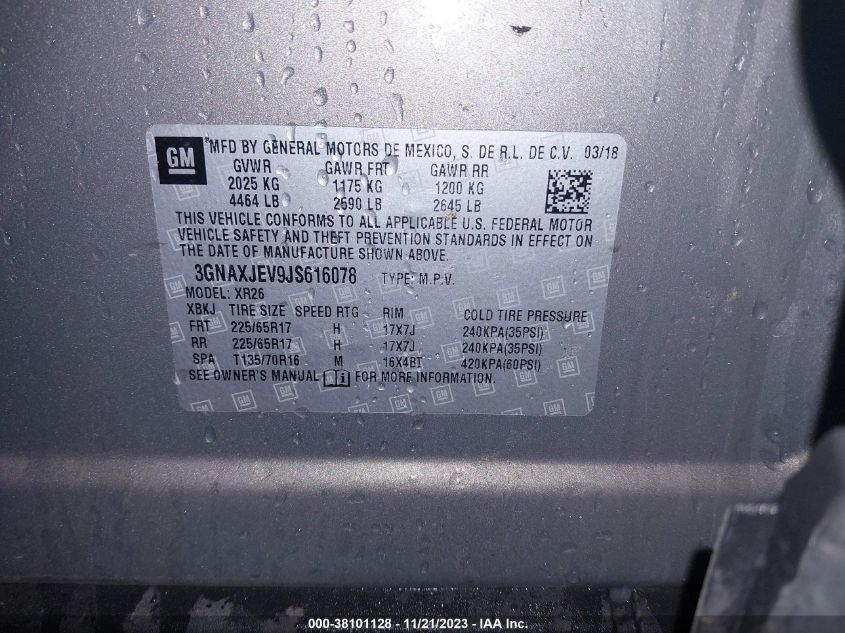 GM
MFD BY GENERAL MOTORS DE MEXICO, S. DE R.L. DE C.V. 03/18
GVWR GAWR FRT GAWR RR
2025 KG 1175 KG 1200 KG
4464 LB 2590 LB 2645 LB
THIS VEHICLE CONFORMS TO ALL APPLICABLE U.S. FEDERAL MOTOR
VEHICLE SAFETY AND THEFT PREVENTION STANDARDS IN EFFECT ON
THE DATE OF MANUFACTURE SHOWN ABOVE.
3GNAXJEV9JS616078 TYPE: M.P.V.
MODEL: XR26
XBKJ TIRE SIZE SPEED RTG RIM COLD TIRE PRESSURE
FRT 225/65R17 H 17X7J 240KPA(35PSI)
RR 225/65R17 H 17X7J 240KPA(35PSI)
SPA T135/70R16 M 16X4BT 420KPA(60PSI)
SEE OWNER'S MANUAL FOR MORE INFORMATION.
000-38101128 - 11/21/2023 - IAA Inc.